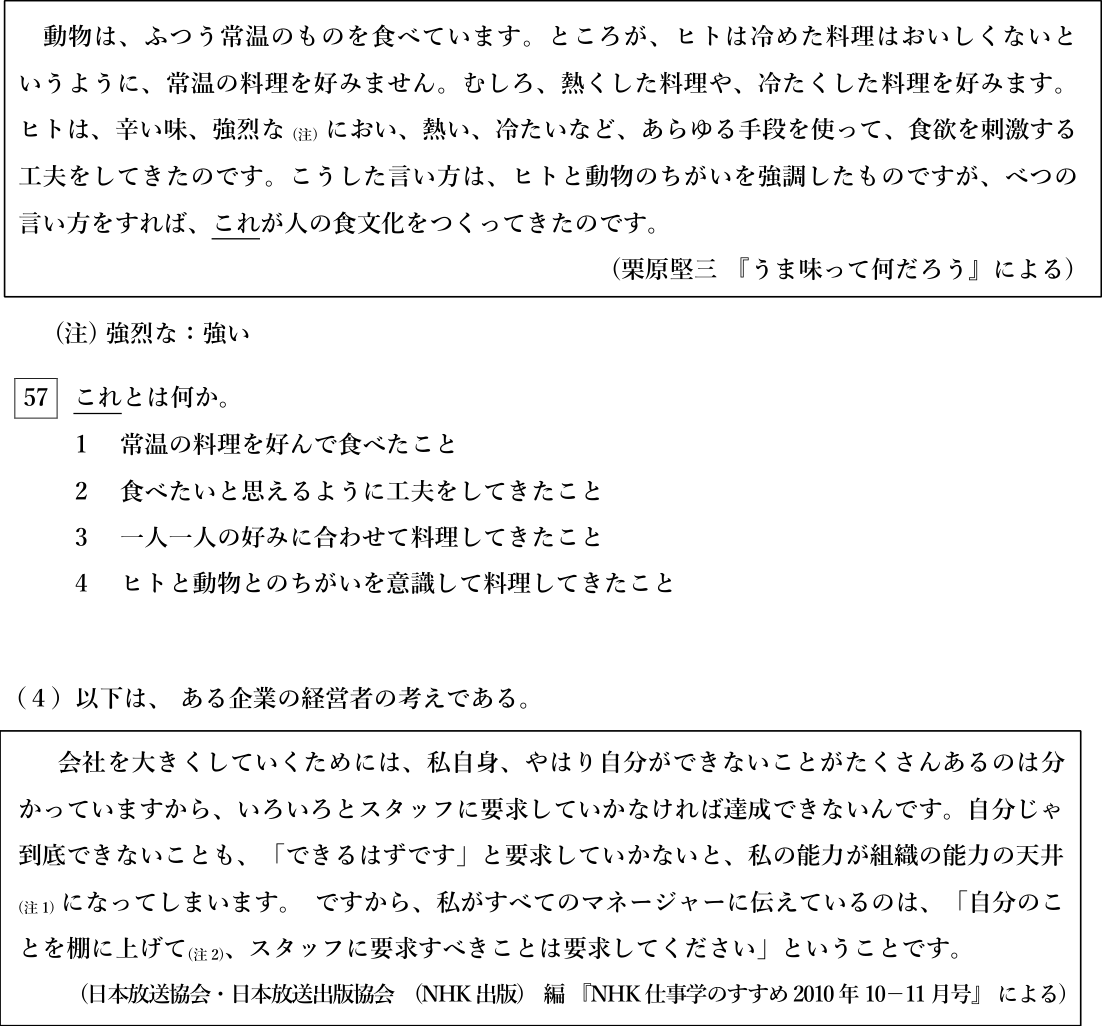 動物は、ふつう常温のものを食べています。ところが、ヒトは冷めた料理はおいしくないと
いうように、常温の料理を好みません。むしろ、熱くした料理や、冷たくした料理を好みます。
ヒトは、辛い味、強烈な(注)におい、熱い、冷たいなど、あらゆる手段を使って、食欲を刺激する
工夫をしてきたのです。こうした言い方は、ヒトと動物のちがいを強調したものですが、べつの
言い方をすれば、これが人の食文化をつくってきたのです。
（栗原堅三 『うま味って何だろう』による）
（注）強烈な：強い
57 これとは何か。
1 常温の料理を好んで食べたこと
2 食べたいと思えるように工夫をしてきたこと
3 一人一人の好みに合わせて料理してきたこと
4 ヒトと動物とのちがいを意識して料理してきたこと
（４）以下は、 ある企業の経営者の考えである。
会社を大きくしていくためには、私自身、やはり自分ができないことがたくさんあるのは分
かっていますから、いろいろとスタッフに要求していかなければ達成できないんです。自分じゃ
到底できないことも、「できるはずです」と要求していかないと、私の能力が組織の能力の天井
(注1)になってしまいます。 ですから、私がすべてのマネージャーに伝えているのは、「自分のこ
とを棚に上げて(注2)、スタッフに要求すべきことは要求してください」ということです。
（日本放送協会・日本放送出版協会 （NHK出版） 編『NHK仕事学のすすめ2010年10－11月号』 による）